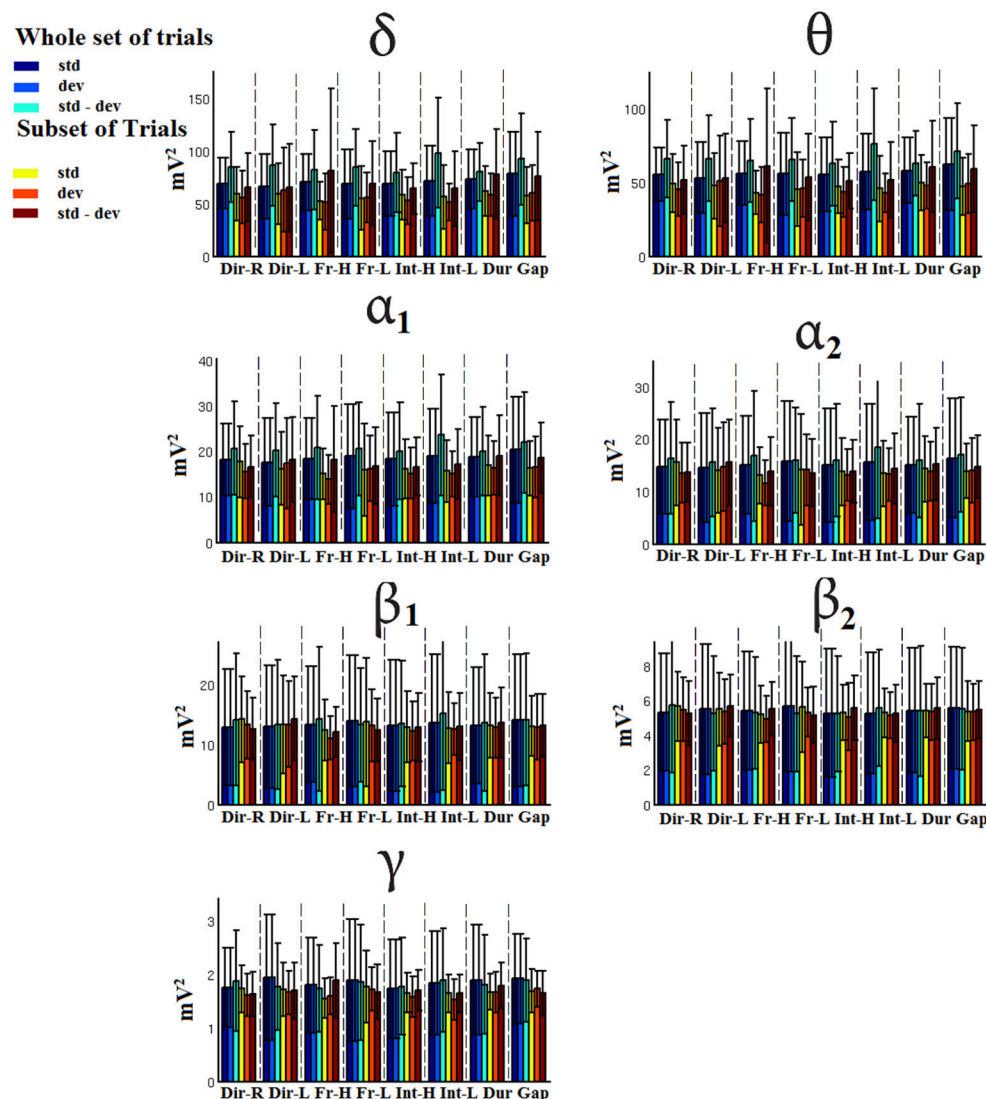 Whole set of trials
std
dev
std - dev
Subset of Trials
std
dev
std - dev
δ
mV²
150
100
50
0
Dir-R Dir-L Fr-H Fr-L Int-H Int-L Dur Gap
θ
mV²
100
50
0
Dir-R Dir-L Fr-H Fr-L Int-H Int-L Dur Gap
α₁
mV²
40
30
20
10
0
Dir-R Dir-L Fr-H Fr-L Int-H Int-L Dur Gap
α₂
mV²
30
20
10
0
Dir-R Dir-L Fr-H Fr-L Int-H Int-L Dur Gap
β₁
mV²
20
10
0
Dir-R Dir-L Fr-H Fr-L Int-H Int-L Dur Gap
β₂
mV²
8
6
4
2
0
Dir-R Dir-L Fr-H Fr-L Int-H Int-L Dur Gap
γ
mV²
3
2
1
0
Dir-R Dir-L Fr-H Fr-L Int-H Int-L Dur Gap